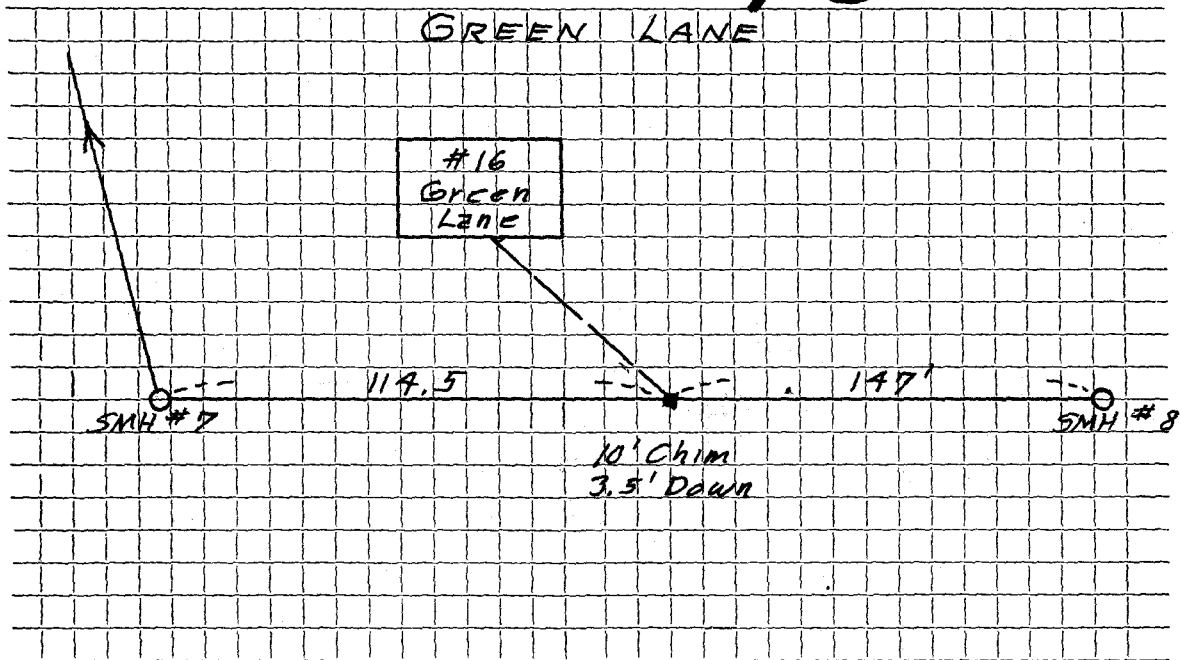 GREEN LANE
#16
Green
Lane
114.5
147'
SMH #7
SMH #8
10' Chim
3.5' Down